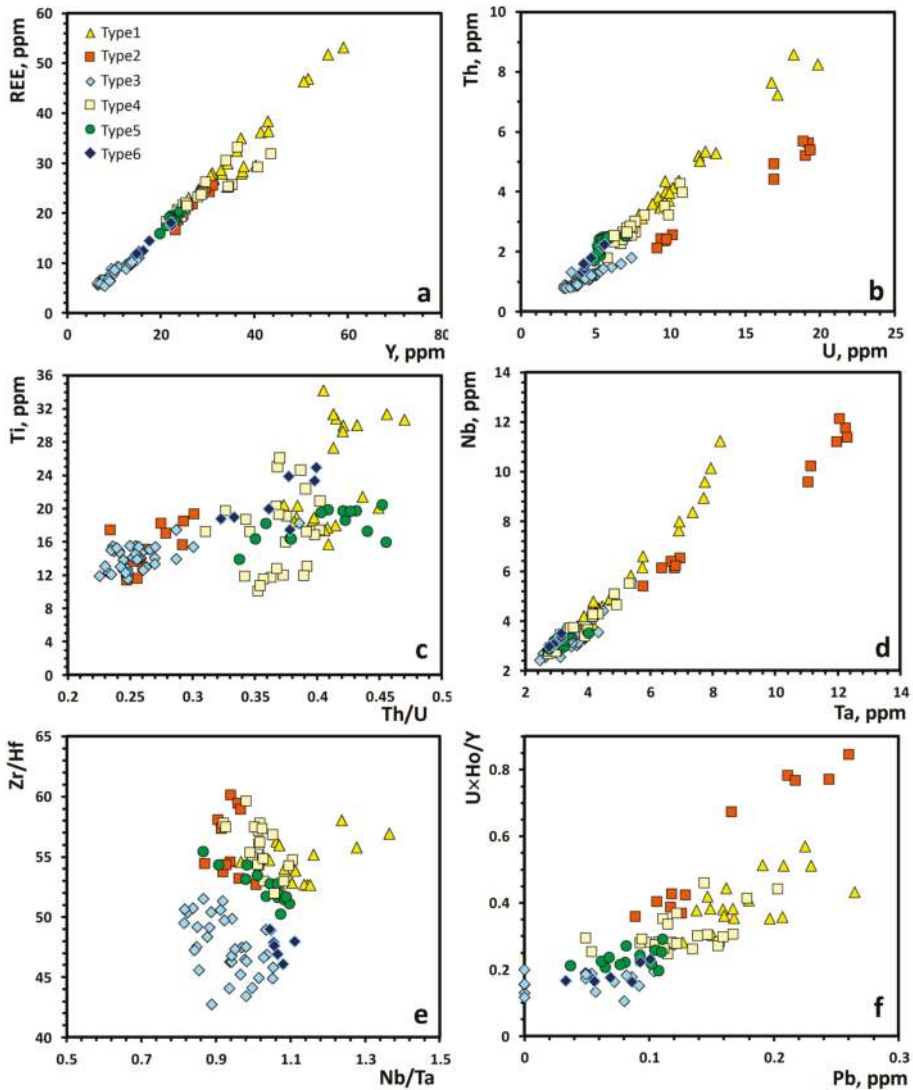 REE, ppm
60
50
40
30
20
10
0
0 20 40 60 80
Y, ppm
Type1
Type2
Type3
Type4
Type5
Type6
a
Th, ppm
10
8
6
4
2
0
0 5 10 15 20 25
U, ppm
b
Ti, ppm
36
32
28
24
20
16
12
8
4
0
0.2 0.3 0.4 0.5
Th/U
c
Nb, ppm
14
12
10
8
6
4
2
2 4 6 8 10 12 14
Ta, ppm
d
Zr/Hf
65
60
55
50
45
40
0.5 0.7 0.9 1.1 1.3 1.5
Nb/Ta
e
U×Ho/Y
0.8
0.6
0.4
0.2
0
0 0.1 0.2 0.3
Pb, ppm
f